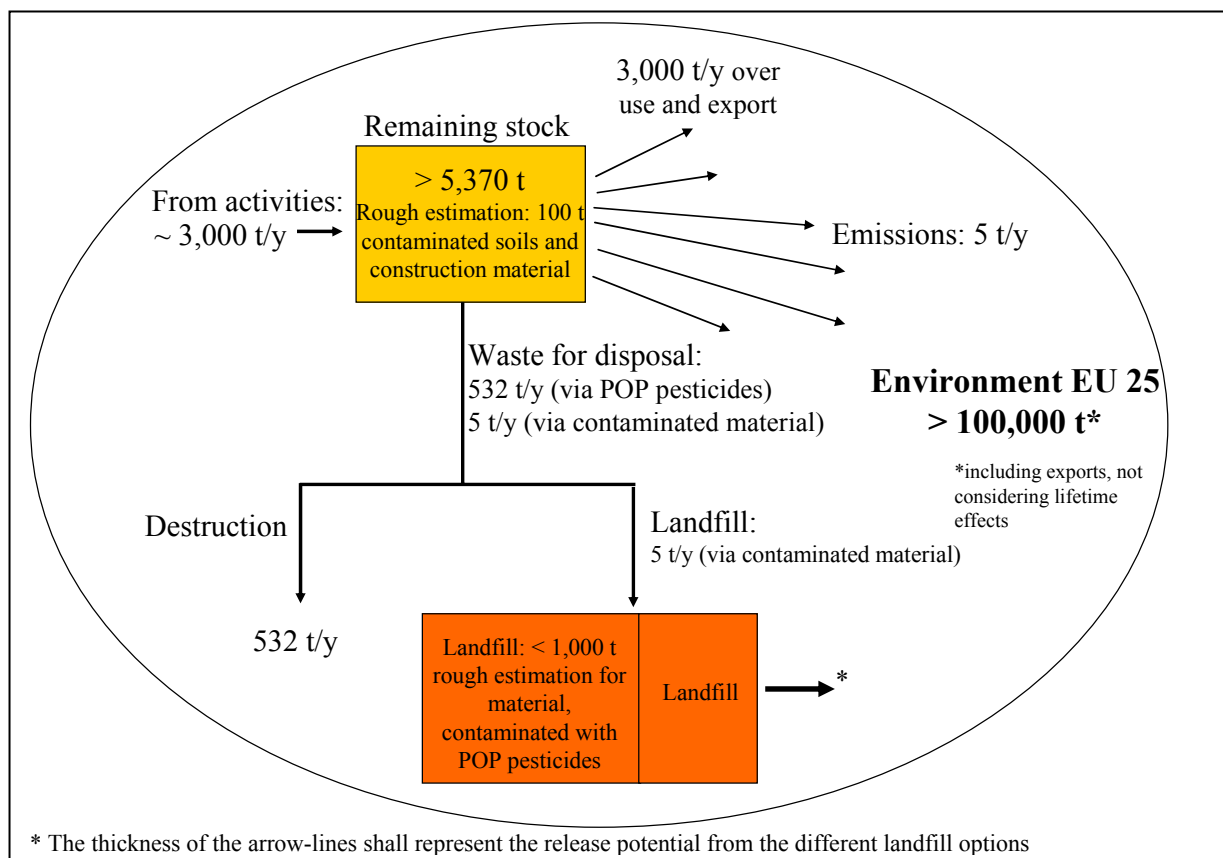 3,000 t/y over
use and export
Remaining stock
> 5,370 t
Rough estimation: 100 t
contaminated soils and
construction material
From activities:
~ 3,000 t/y
Emissions: 5 t/y
Waste for disposal:
532 t/y (via POP pesticides)
5 t/y (via contaminated material)
Environment EU 25
> 100,000 t*
*including exports, not
considering lifetime
effects
Destruction
Landfill:
5 t/y (via contaminated material)
532 t/y
Landfill: < 1,000 t
rough estimation for
material,
contaminated with
POP pesticides
Landfill
*
* The thickness of the arrow-lines shall represent the release potential from the different landfill options